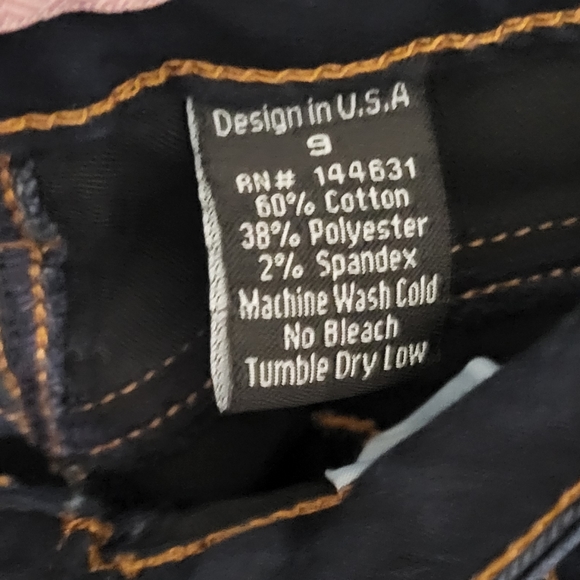 Design in U.S.A
9
RN# 144631
60% Cotton
38% Polyester
2% Spandex
Machine Wash Cold
No Bleach
Tumble Dry Low